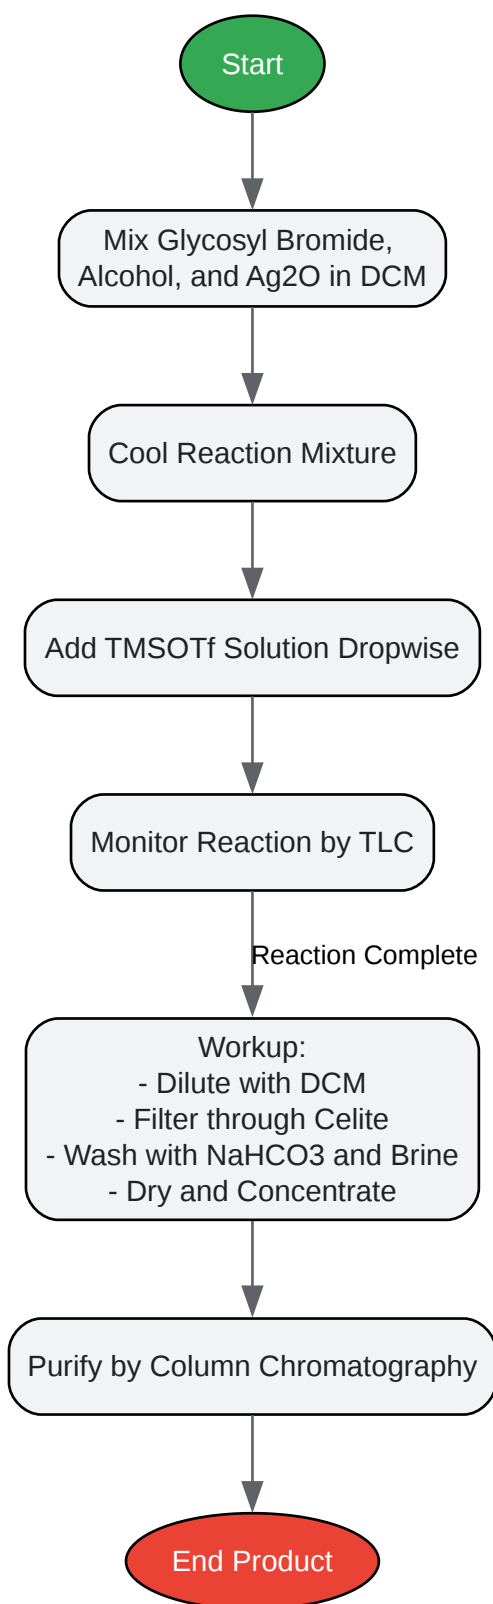 Start
Mix Glycosyl Bromide,
Alcohol, and Ag2O in DCM
Cool Reaction Mixture
Add TMSOTf Solution Dropwise
Monitor Reaction by TLC
Reaction Complete
Workup:
- Dilute with DCM
- Filter through Celite
- Wash with NaHCO3 and Brine
- Dry and Concentrate
Purify by Column Chromatography
End Product